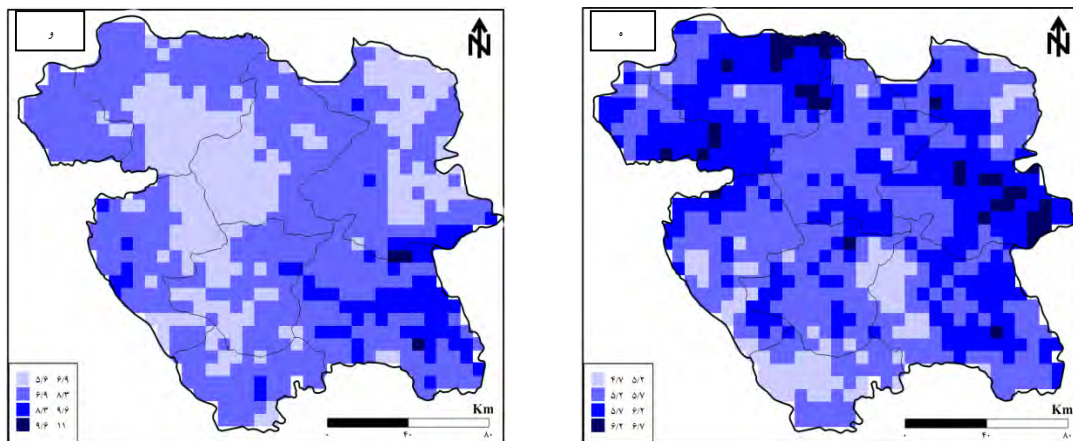 و
N
۵/۶ ۶/۹
۶/۹ ۸/۳
۸/۳ ۹/۶
۹/۶ ۱۱
Km
۰ ۴۰ ۸۰
ه
N
۴/۷ ۵/۲
۵/۲ ۵/۷
۵/۷ ۶/۲
۶/۲ ۶/۷
Km
۰ ۴۰ ۸۰